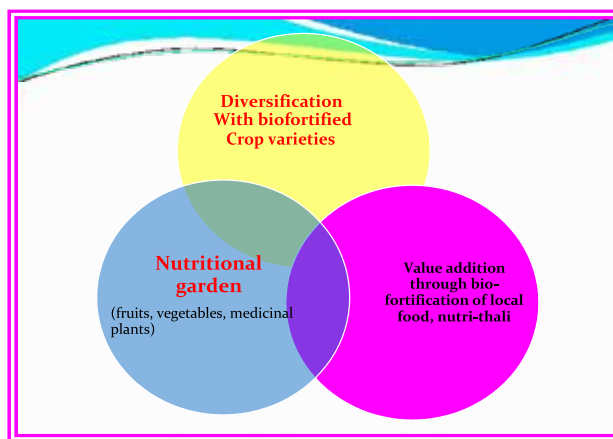 Diversification
With biofortified
Crop varieties
Nutritional
garden
(fruits, vegetables, medicinal
plants)
Value addition
through bio-
fortification of local
food, nutri-thali